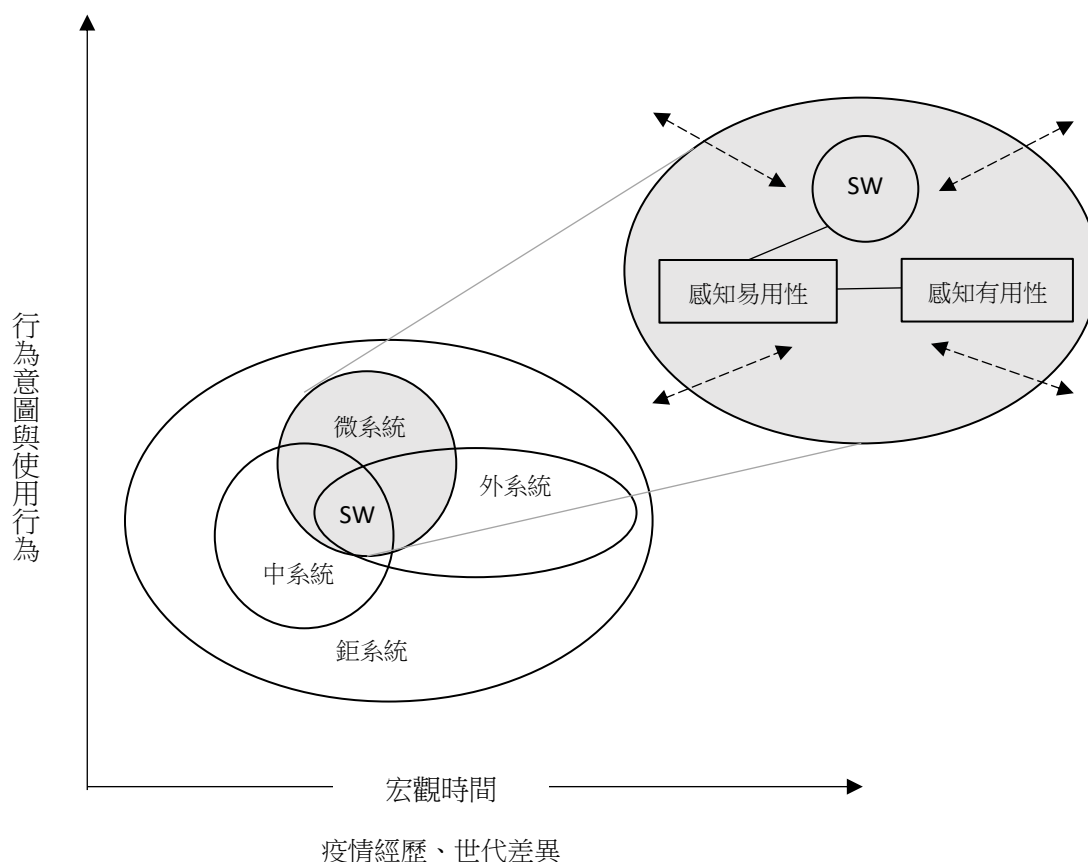 SW
感知易用性
感知有用性
行為意圖與使用行為
微系統
外系統
SW
中系統
鉅系統
宏觀時間
疫情經歷、世代差異